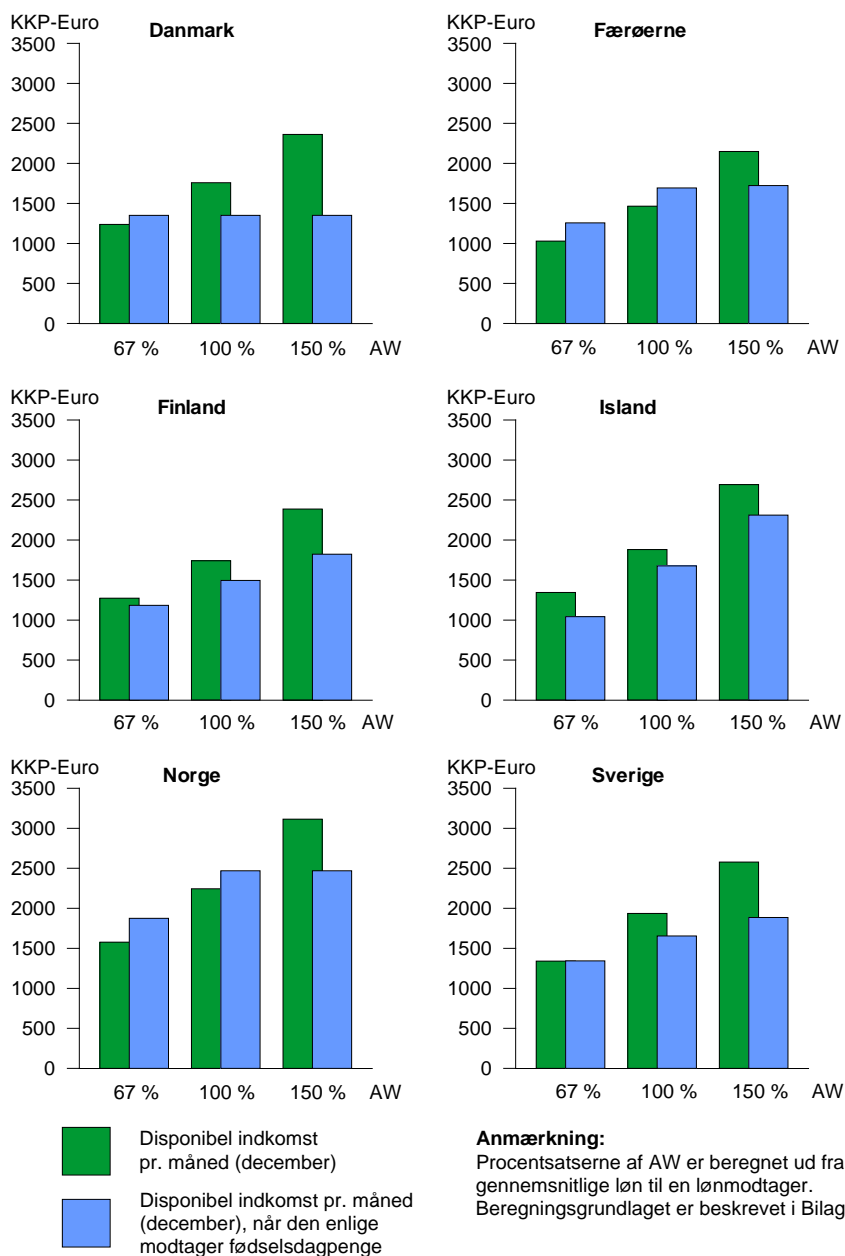 KKP-Euro
Danmark
3500
3000
2500
2000
1500
1000
500
0
67 % 100 % 150 % AW
KKP-Euro
Færøerne
3500
3000
2500
2000
1500
1000
500
0
67 % 100 % 150 % AW
KKP-Euro
Finland
3500
3000
2500
2000
1500
1000
500
0
67 % 100 % 150 % AW
KKP-Euro
Island
3500
3000
2500
2000
1500
1000
500
0
67 % 100 % 150 % AW
KKP-Euro
Norge
3500
3000
2500
2000
1500
1000
500
0
67 % 100 % 150 % AW
KKP-Euro
Sverige
3500
3000
2500
2000
1500
1000
500
0
67 % 100 % 150 % AW
Disponibel indkomst
pr. måned (december)
Disponibel indkomst pr. måned
(december), når den enlige
modtager fødselsdagpenge
Anmærkning:
Procentsatserne af AW er beregnet ud fra
gennemsnitlige løn til en lønmodtager.
Beregningsgrundlaget er beskrevet i Bilag